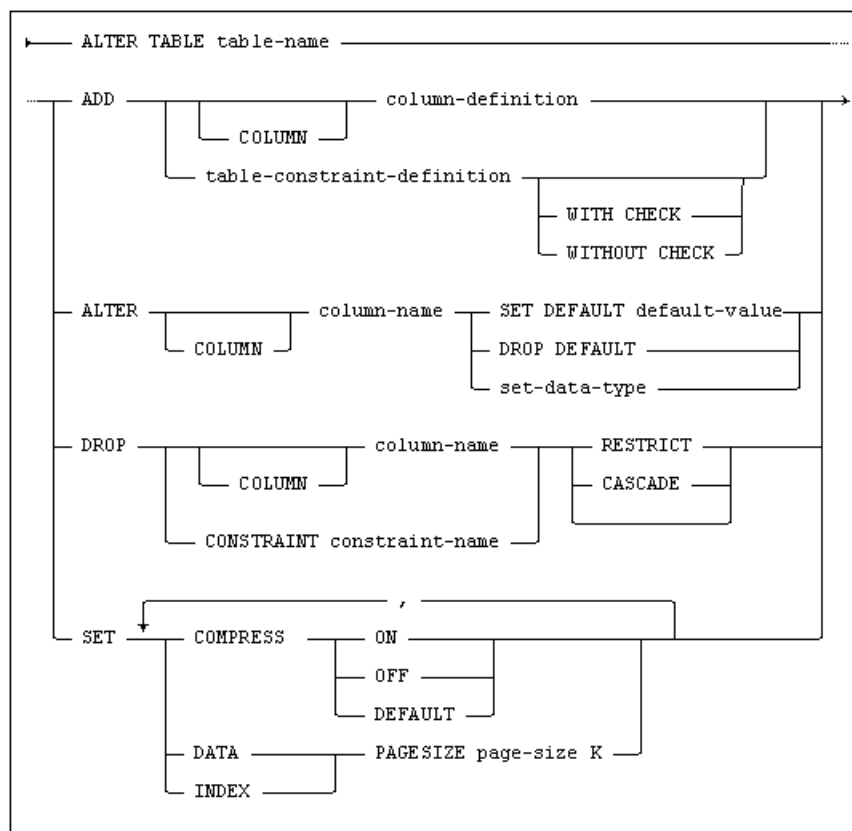 ALTER TABLE table-name
ADD column-definition
COLUMN
table-constraint-definition
WITH CHECK
WITHOUT CHECK
ALTER column-name SET DEFAULT default-value
COLUMN DROP DEFAULT
set-data-type
DROP column-name RESTRICT
COLUMN CASCADE
CONSTRAINT constraint-name
,
SET COMPRESS ON
OFF
DEFAULT
DATA PAGESIZE page-size K
INDEX